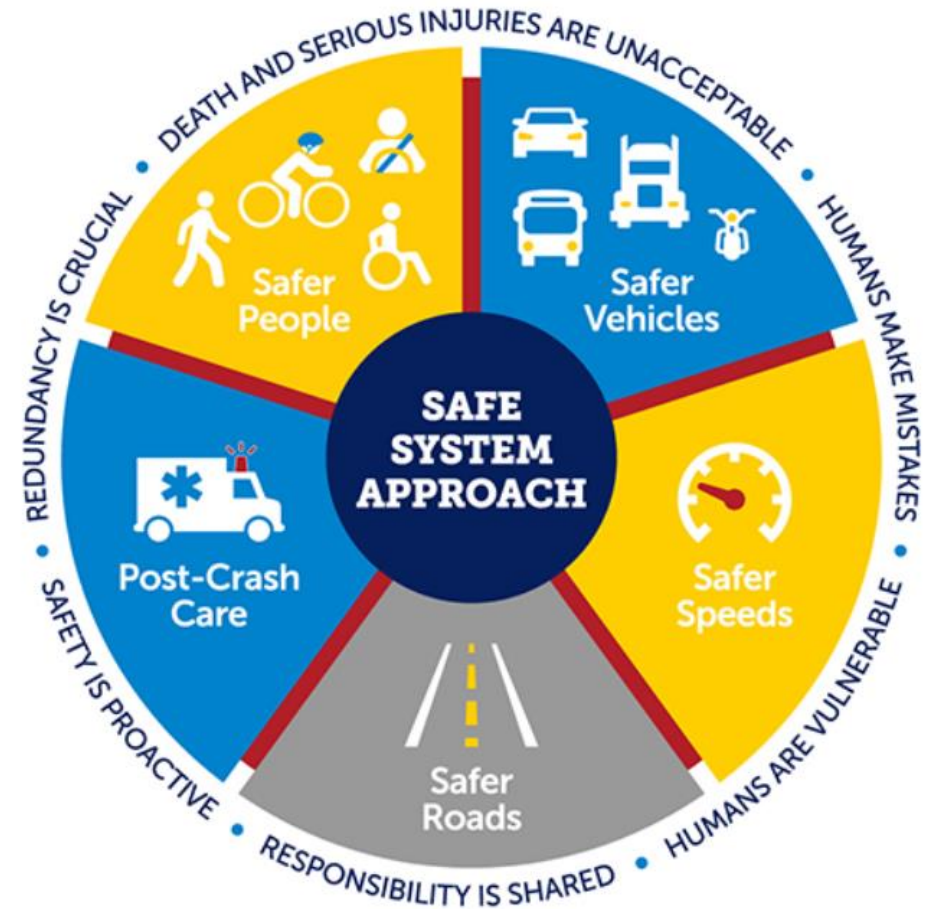 DEATH AND SERIOUS INJURIES ARE UNACCEPTABLE
HUMANS MAKE MISTAKES
HUMANS ARE VULNERABLE
RESPONSIBILITY IS SHARED
SAFETY IS PROACTIVE
REDUNDANCY IS CRUCIAL
Safer
People
Safer
Vehicles
SAFE
SYSTEM
APPROACH
Post-Crash
Care
Safer
Speeds
Safer
Roads